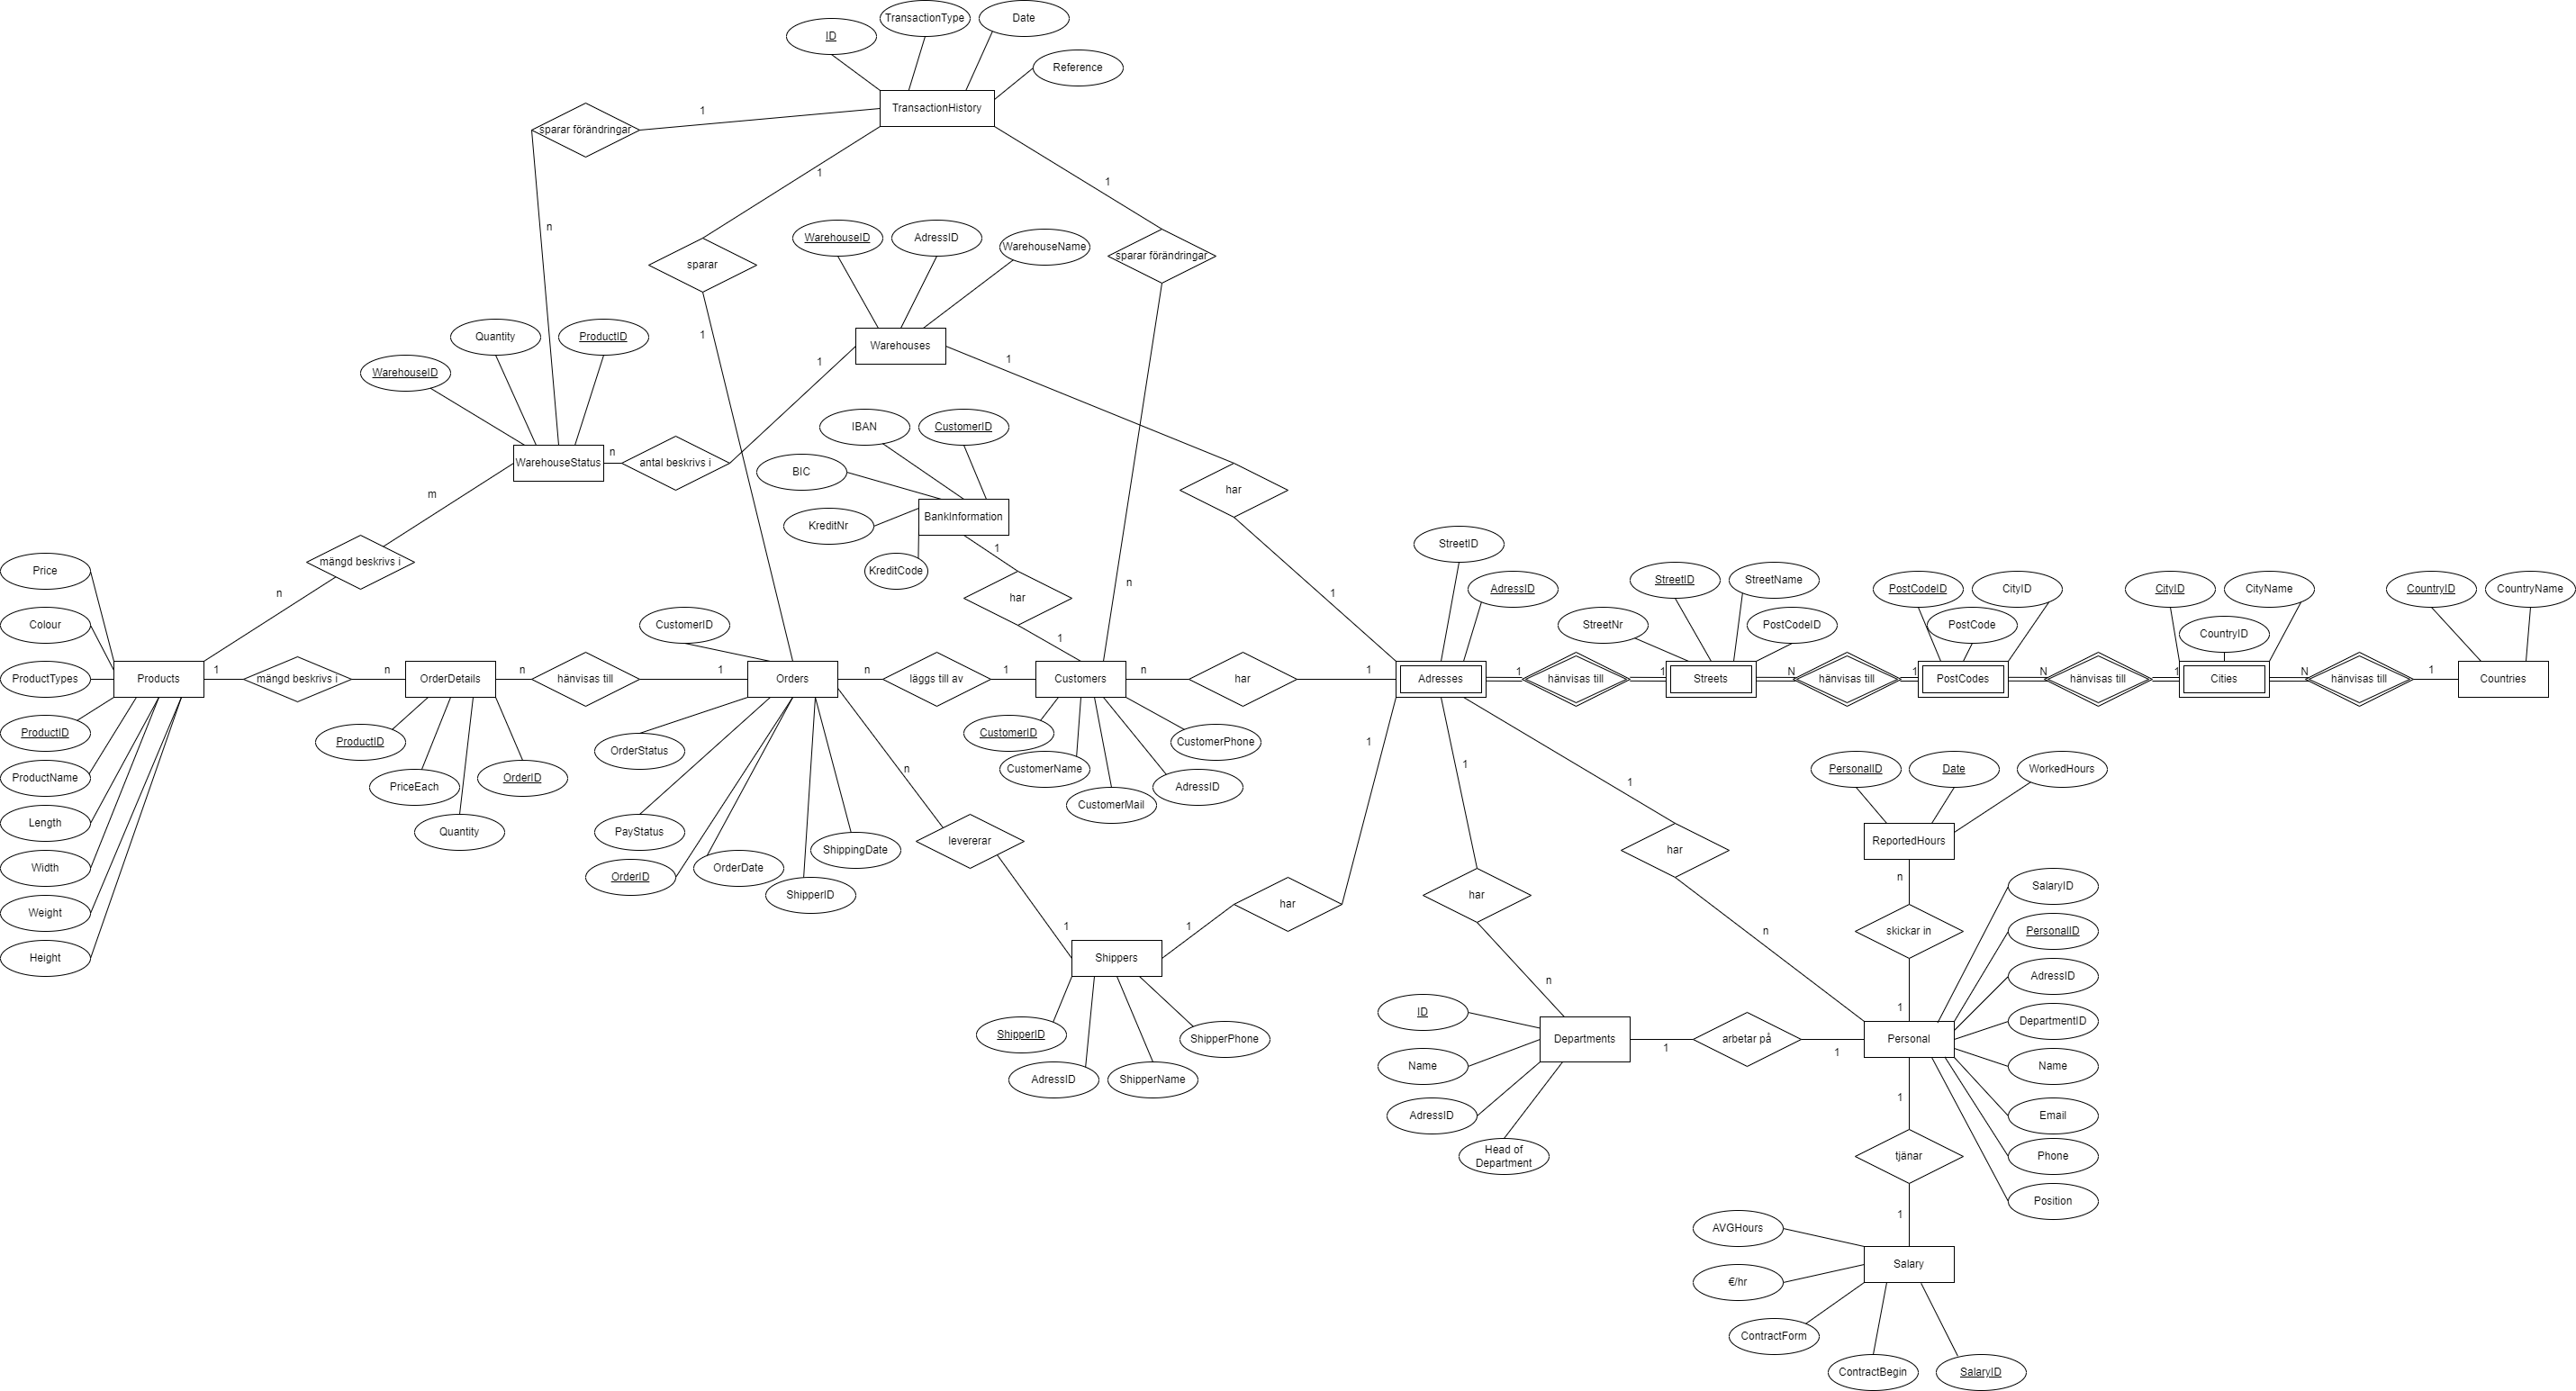 TransactionType
Date
ID
Reference
TransactionHistory
1
sparar förändringar
1
1
n
WarehouseID
AdressID
WarehouseName
sparar förändringar
sparar
1
Quantity
ProductID
Warehouses
1
1
WarehouseID
IBAN
CustomerID
n
antal beskrivs i
WarehouseStatus
BIC
har
m
BankInformation
KreditNr
1
StreetID
mängd beskrivs i
Price
KreditCode
n
n
har
1
AdressID
StreetID
StreetName
PostCodeID
CityID
CityID
CityName
CountryID
CountryName
Colour
CustomerID
1
StreetNr
PostCodeID
PostCode
CountryID
ProductTypes
Products
1
mängd beskrivs i
n
OrderDetails
n
hänvisas till
1
Orders
n
läggs till av
1
Customers
n
har
1
Adresses
1
hänvisas till
1
Streets
N
hänvisas till
1
PostCodes
N
hänvisas till
1
Cities
N
hänvisas till
1
Countries
ProductID
ProductID
OrderStatus
CustomerID
CustomerPhone
1
ProductName
PriceEach
OrderID
n
CustomerName
AdressID
1
1
PersonalID
Date
WorkedHours
CustomerMail
Length
Quantity
PayStatus
levererar
ReportedHours
ShippingDate
har
Width
OrderID
OrderDate
ShipperID
n
SalaryID
har
har
Weight
1
1
n
skickar in
PersonalID
Height
Shippers
n
AdressID
ShipperID
ShipperPhone
ID
1
DepartmentID
Departments
1
arbetar på
1
Personal
AdressID
ShipperName
Name
Name
1
AdressID
Email
Head of
Department
tjänar
Phone
Position
1
AVGHours
Salary
€/hr
ContractForm
ContractBegin
SalaryID